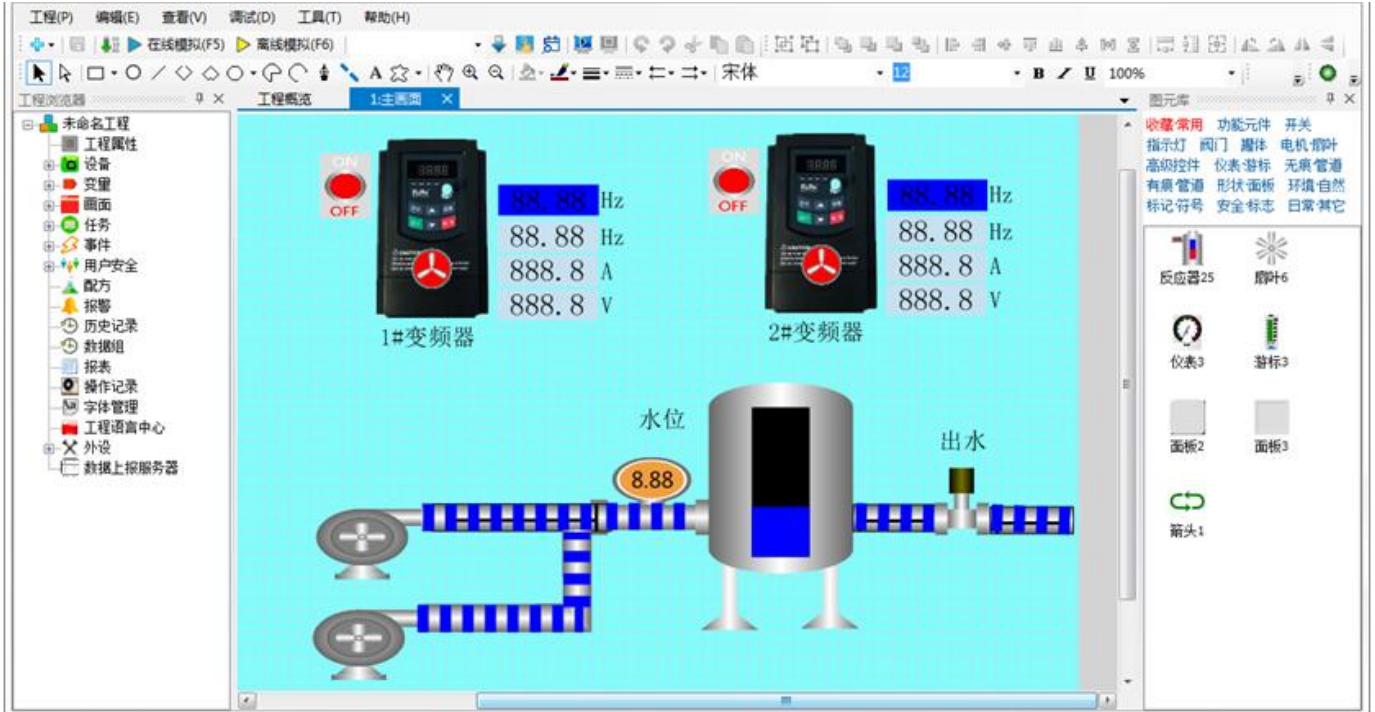 工程(P) 编辑(E) 查看(V) 调试(D) 工具(T) 帮助(H)
在线模拟(F5) 离线模拟(F6)
A 宋体 12 B I U 100%
工程浏览器
工程概览 1:主画面
图元库
未命名工程
工程属性
设备
变量
画面
任务
事件
用户安全
配方
报警
历史记录
数据组
报表
操作记录
字体管理
工程语言中心
外设
数据上报服务器
ON
OFF
88.88 Hz
88.88 Hz
888.8 A
888.8 V
1#变频器
ON
OFF
88.88 Hz
88.88 Hz
888.8 A
888.8 V
2#变频器
水位
8.88
出水
收藏·常用 功能元件 开关
指示灯 阀门 罐体 电机·扇叶
高级控件 仪表·游标 无痕·管道
有痕·管道 形状·面板 环境·自然
标记·符号 安全·标志 日常·其它
反应器25 扇叶6
仪表3 游标3
面板2 面板3
箭头1